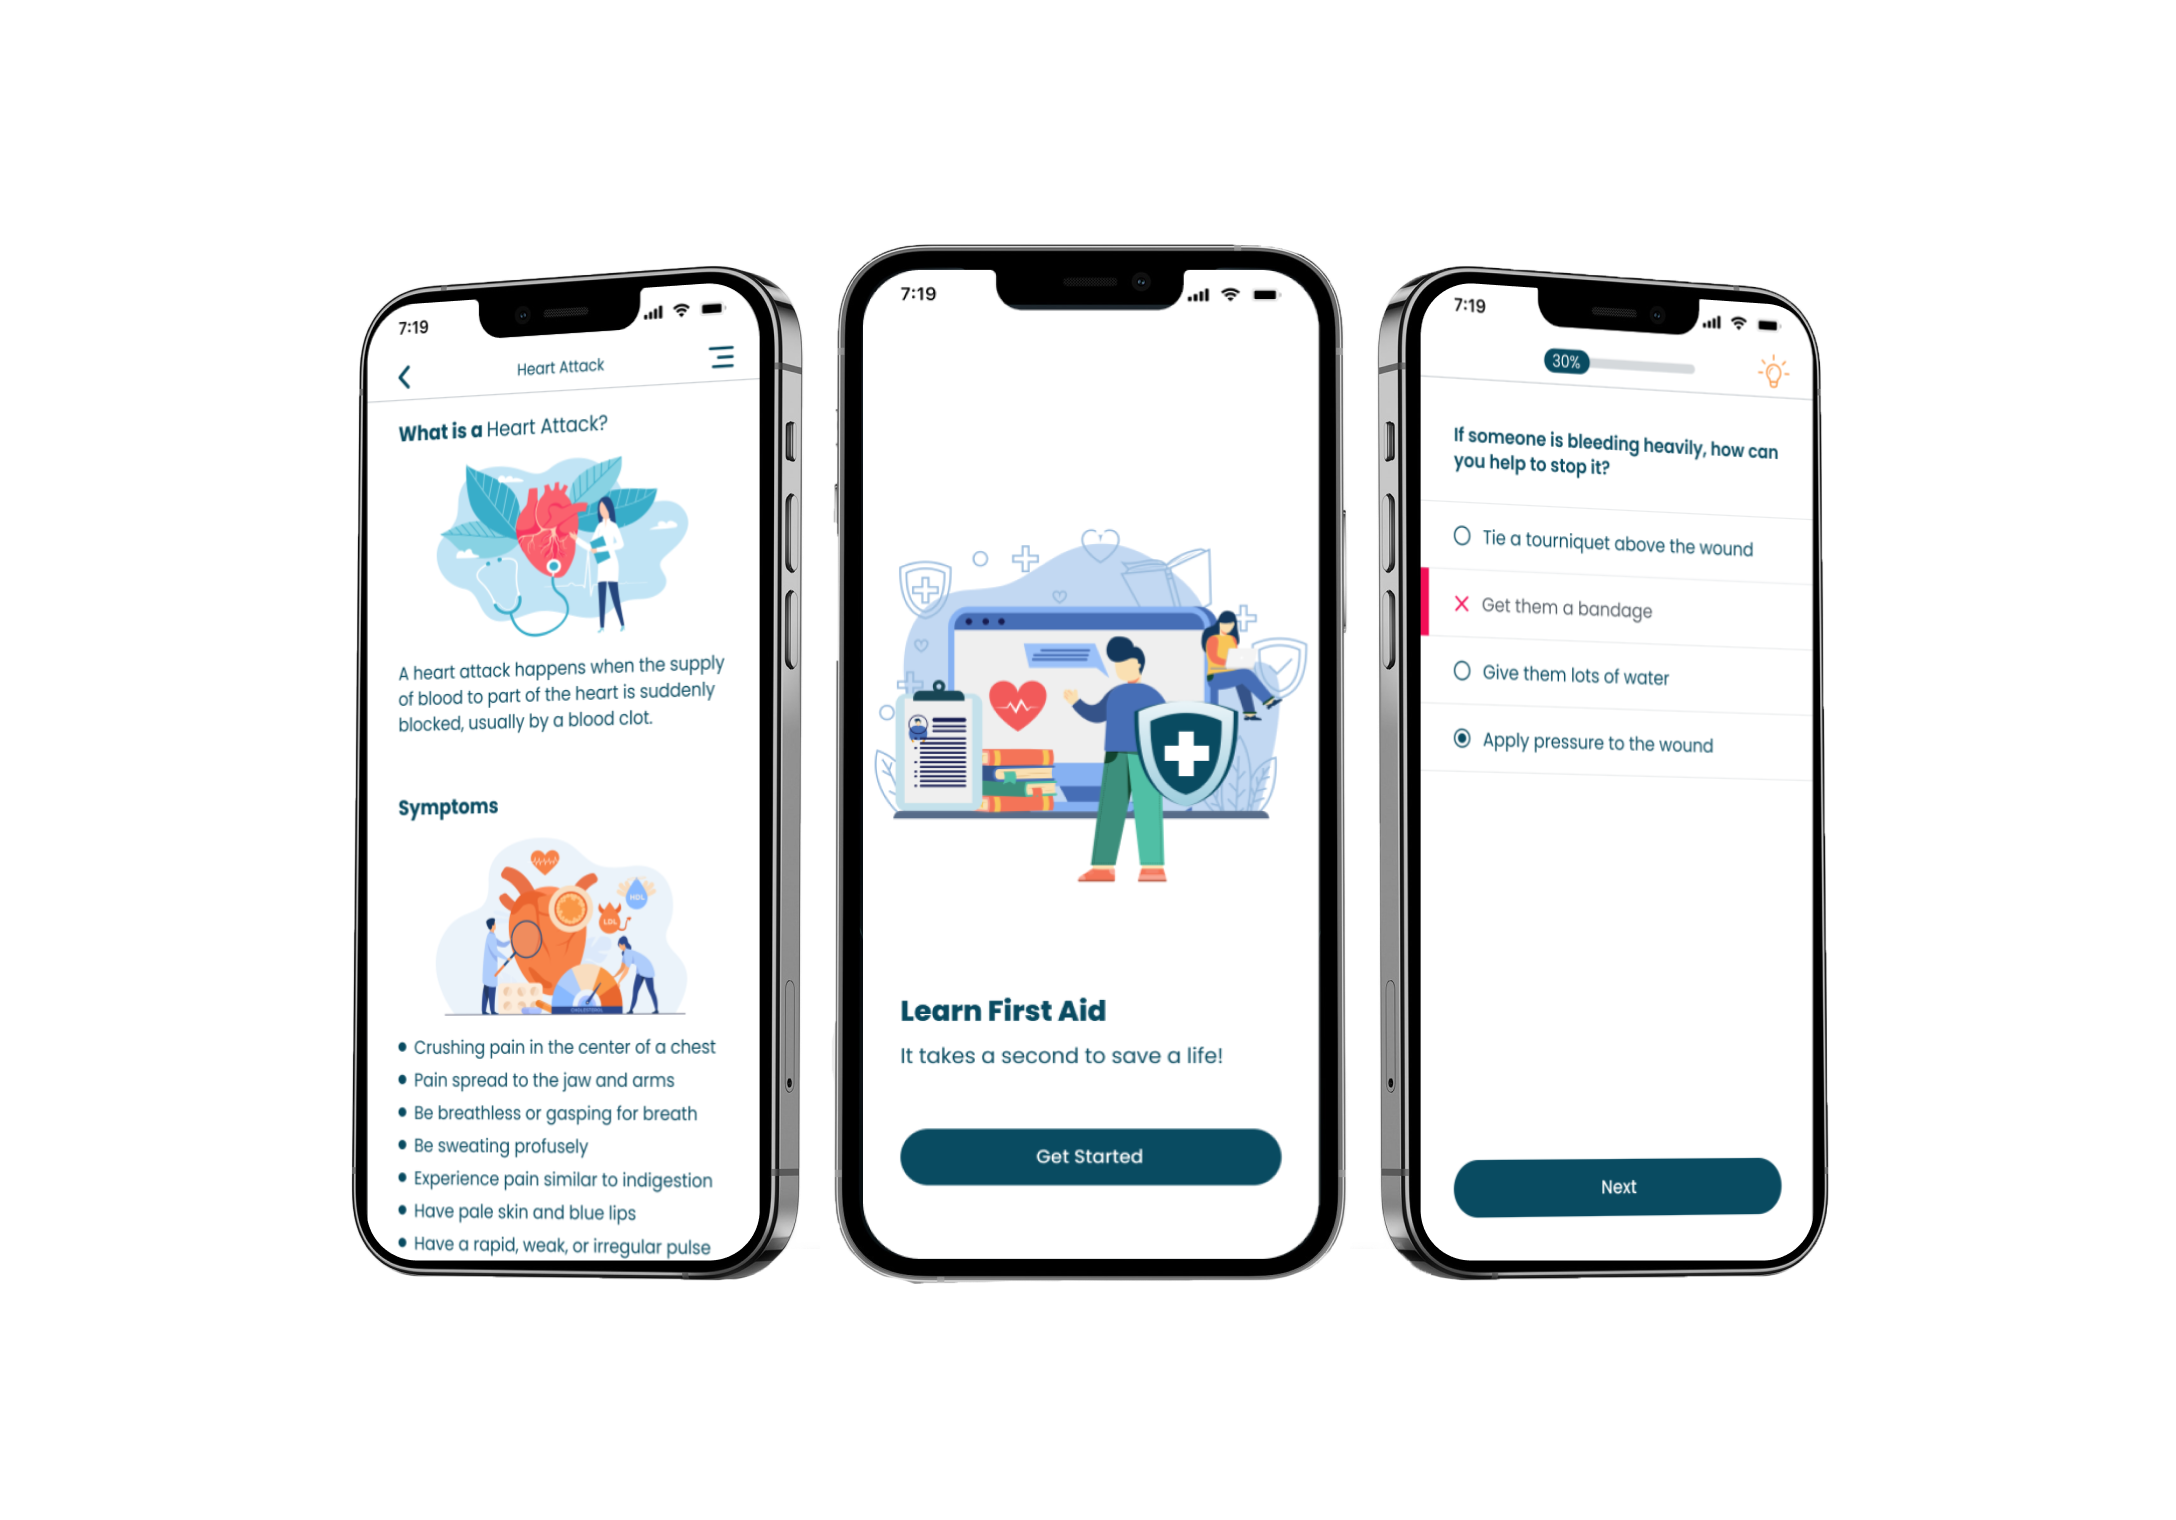 7:19
Heart Attack
What is a Heart Attack?
A heart attack happens when the supply
of blood to part of the heart is suddenly
blocked, usually by a blood clot.
Symptoms
HDL
LDL
CHOLESTEROL
Crushing pain in the center of a chest
Pain spread to the jaw and arms
Be breathless or gasping for breath
Be sweating profusely
Experience pain similar to indigestion
Have pale skin and blue lips
Have a rapid, weak, or irregular pulse
7:19
Learn First Aid
It takes a second to save a life!
Get Started
7:19
30%
If someone is bleeding heavily, how can
you help to stop it?
Tie a tourniquet above the wound
Get them a bandage
Give them lots of water
Apply pressure to the wound
Next